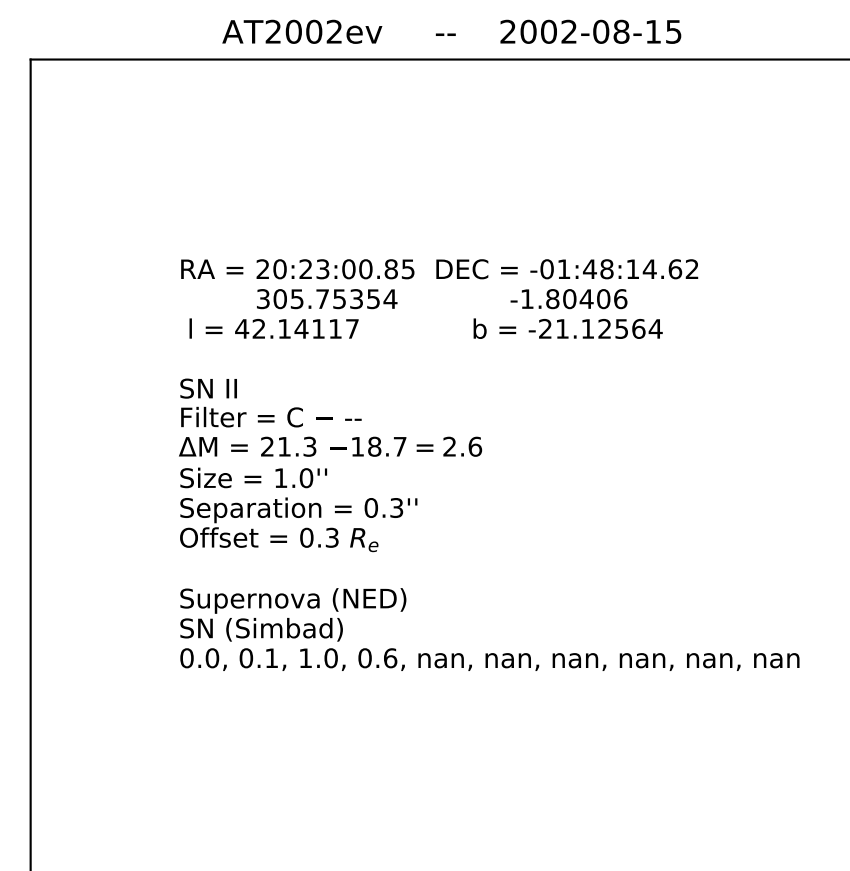 AT2002ev -- 2002-08-15
RA = 20:23:00.85 DEC = -01:48:14.62
305.75354 -1.80406
l = 42.14117 b = -21.12564
SN II
Filter = C − --
ΔM = 21.3 −18.7 = 2.6
Size = 1.0''
Separation = 0.3''
Offset = 0.3 Rₑ
Supernova (NED)
SN (Simbad)
0.0, 0.1, 1.0, 0.6, nan, nan, nan, nan, nan, nan